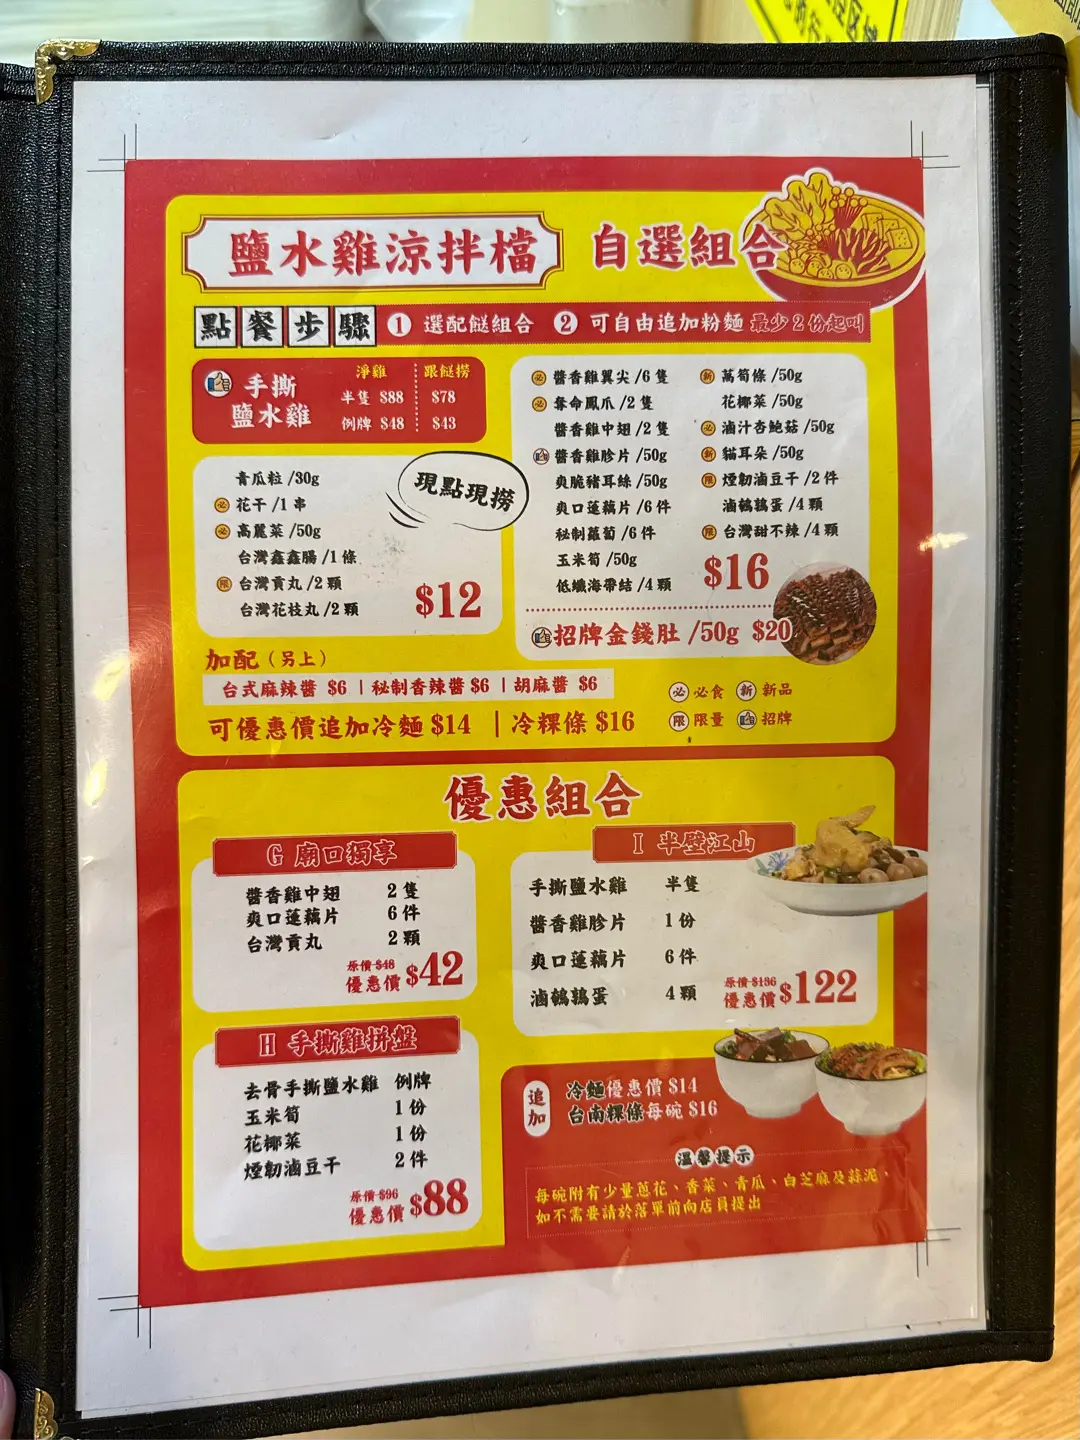 鹽水雞涼拌檔
自選組合
點餐步驟 1 選配餸組合 2 可自由追加粉麵 最少2份起叫
手撕鹽水雞
淨雞 跟餸撈
半隻 $88 $78
例牌 $48 $43
現點現撈
青瓜粒 /30g
必 花干 /1串
必 高麗菜 /50g
台灣鑫鑫腸 /1條
限 台灣貢丸 /2顆
台灣花枝丸 /2顆
$12
必 醬香雞翼尖 /6隻
必 奪命鳳爪 /2隻
醬香雞中翅 /2隻
醬香雞胗片 /50g
爽脆豬耳絲 /50g
爽口蓮藕片 /6件
秘制蘿蔔 /6件
玉米筍 /50g
低纖海帶結 /4顆
新 萵筍條 /50g
花椰菜 /50g
必 滷汁杏鮑菇 /50g
新 貓耳朵 /50g
限 煙韌滷豆干 /2件
滷鵪鶉蛋 /4顆
限 台灣甜不辣 /4顆
$16
招牌金錢肚 /50g $20
加配（另上）
台式麻辣醬 $6 | 秘制香辣醬 $6 | 胡麻醬 $6
可優惠價追加冷麵 $14 | 冷粿條 $16
必 必食 新 新品
限 限量 招牌
優惠組合
G 廟口獨享
醬香雞中翅 2隻
爽口蓮藕片 6件
台灣貢丸 2顆
原價 $48
優惠價 $42
H 手撕雞拼盤
去骨手撕鹽水雞 例牌
玉米筍 1份
花椰菜 1份
煙韌滷豆干 2件
原價 $96
優惠價 $88
I 半壁江山
手撕鹽水雞 半隻
醬香雞胗片 1份
爽口蓮藕片 6件
滷鵪鶉蛋 4顆
原價 $136
優惠價 $122
追加
冷麵優惠價 $14
台南粿條每碗 $16
溫馨提示
每碗附有少量蔥花、香菜、青瓜、白芝麻及蒜泥，
如不需要請於落單前向店員提出